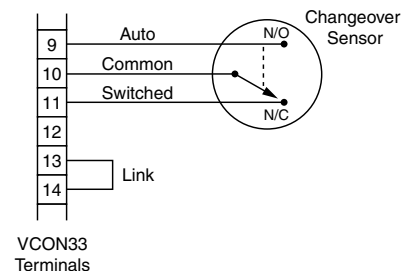 Changeover
Sensor
N/O
9
Auto
10
Common
11
Switched
N/C
12
13
Link
14
VCON33
Terminals